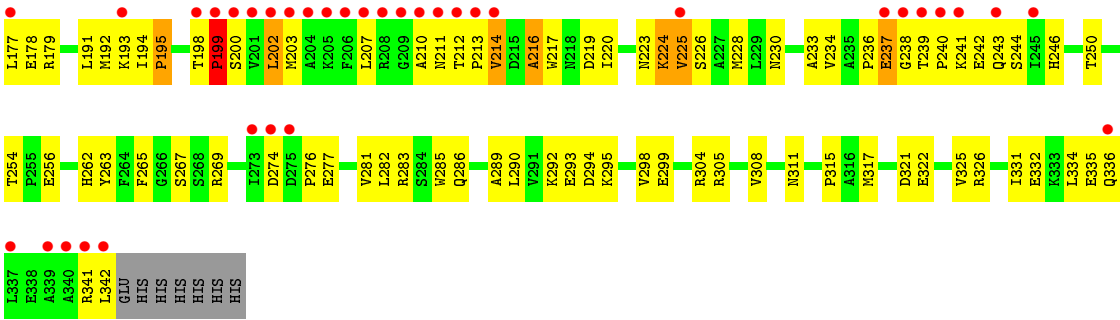 L177 E178 R179 L191 M192 K193 I194 P195 T198 P199 S200 V201 L202 M203 A204 K205 F206 L207 R208 G209 A210 N211 T212 P213 V214 D215 A216 W217 N218 D219 I220 N223 K224 V225 S226 A227 M228 L229 N230 A233 V234 A235 P236 E237 G238 T239 P240 K241 E242 Q243 S244 I245 H246 T250
T254 P255 E256 H262 Y263 F264 F265 G266 S267 S268 R269 I273 D274 D275 P276 E277 V281 L282 R283 S284 W285 Q286 A289 L290 V291 K292 E293 D294 K295 V298 E299 R304 R305 V308 N311 P315 A316 M317 D321 E322 V325 R326 I331 E332 K333 L334 E335 Q336
L337 E338 A339 A340 R341 L342 GLU HIS HIS HIS HIS HIS HIS